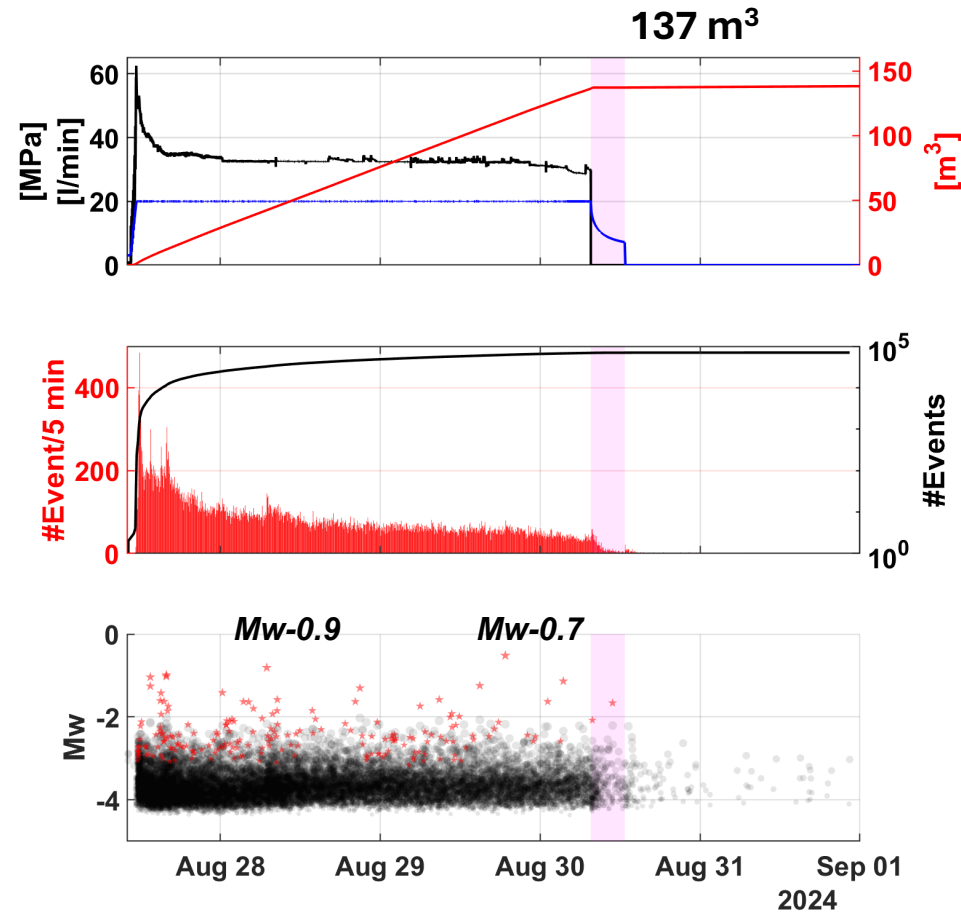 137 m³
[MPa]
[l/min]
60
40
20
0
150
100
50
0
[m³]
#Event/5 min
400
200
0
10⁵
10⁰
#Events
Mw-0.9
Mw-0.7
Mw
0
-2
-4
Aug 28
Aug 29
Aug 30
Aug 31
Sep 01
2024